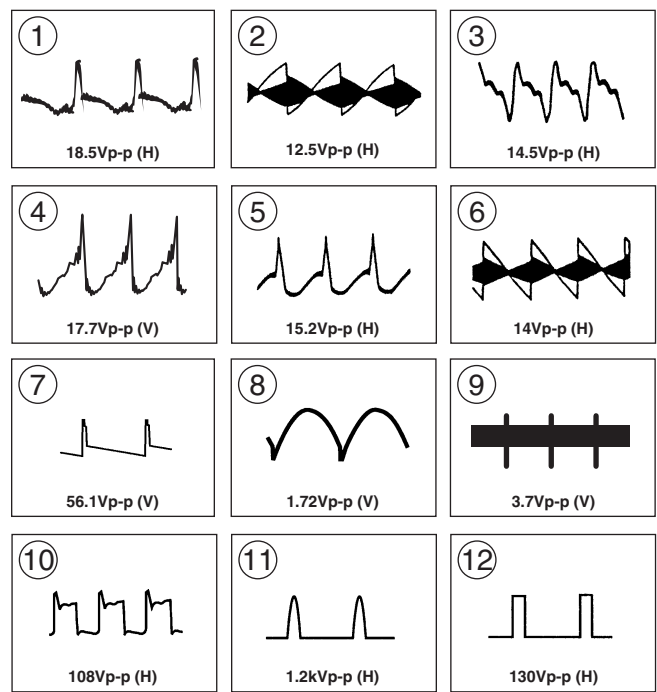 1
18.5Vp-p (H)
2
12.5Vp-p (H)
3
14.5Vp-p (H)
4
17.7Vp-p (V)
5
15.2Vp-p (H)
6
14Vp-p (H)
7
56.1Vp-p (V)
8
1.72Vp-p (V)
9
3.7Vp-p (V)
10
108Vp-p (H)
11
1.2kVp-p (H)
12
130Vp-p (H)